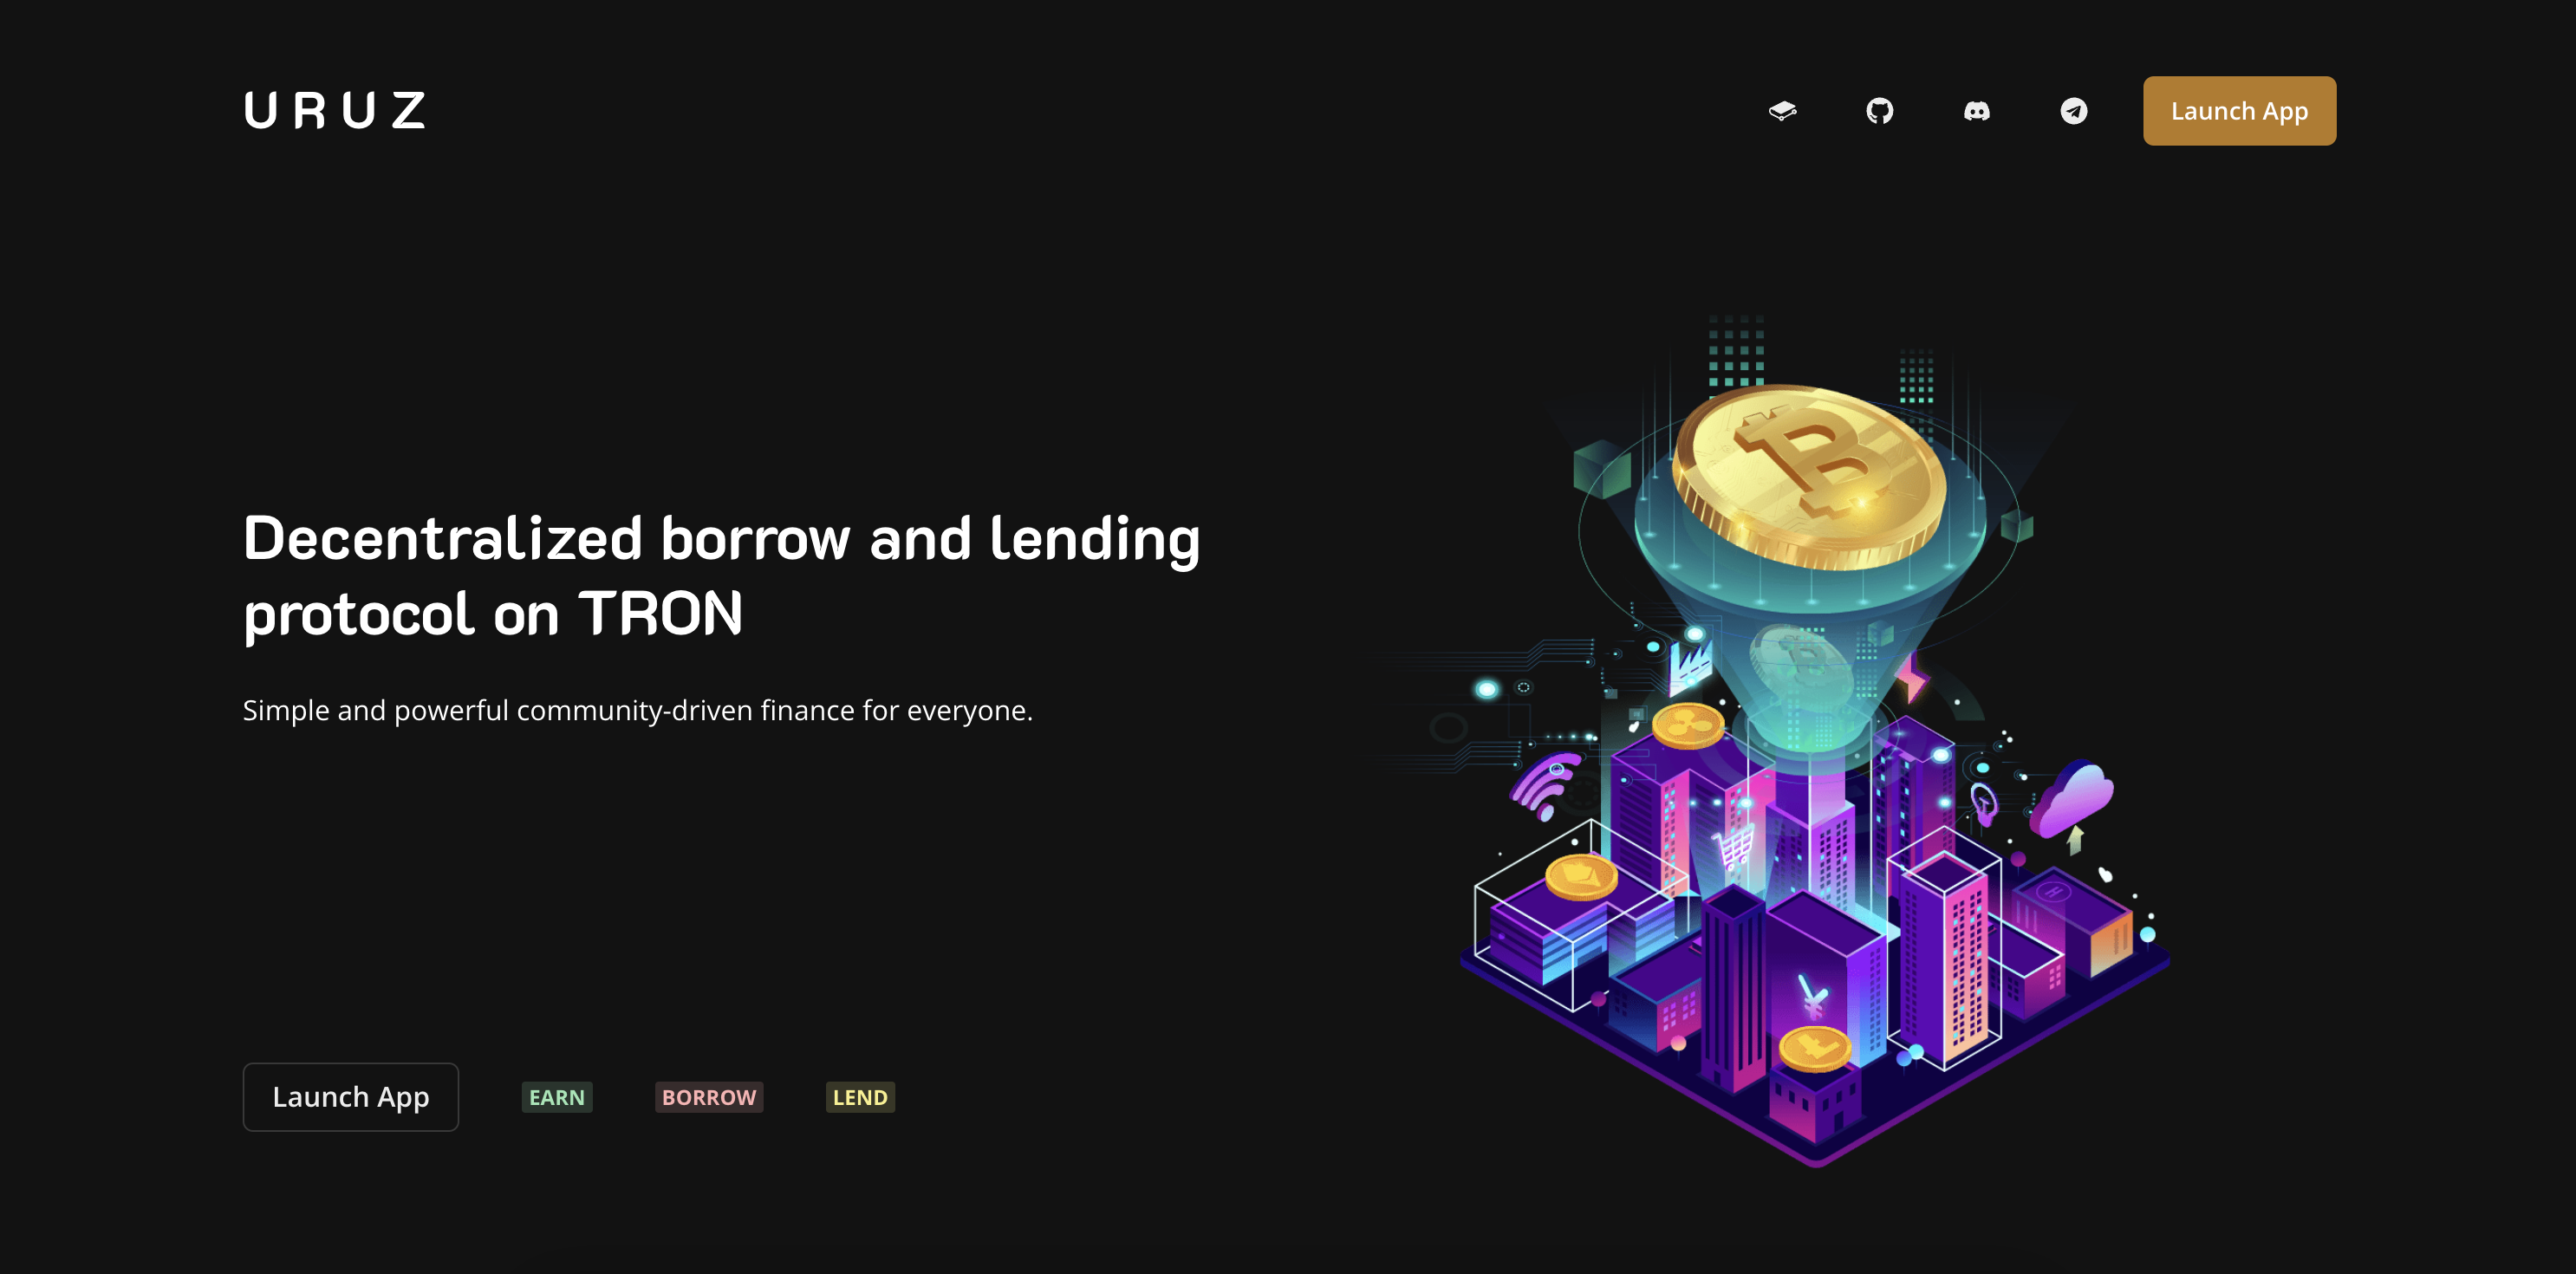 URUZ
Launch App
Decentralized borrow and lending
protocol on TRON
Simple and powerful community-driven finance for everyone.
Launch App
EARN
BORROW
LEND